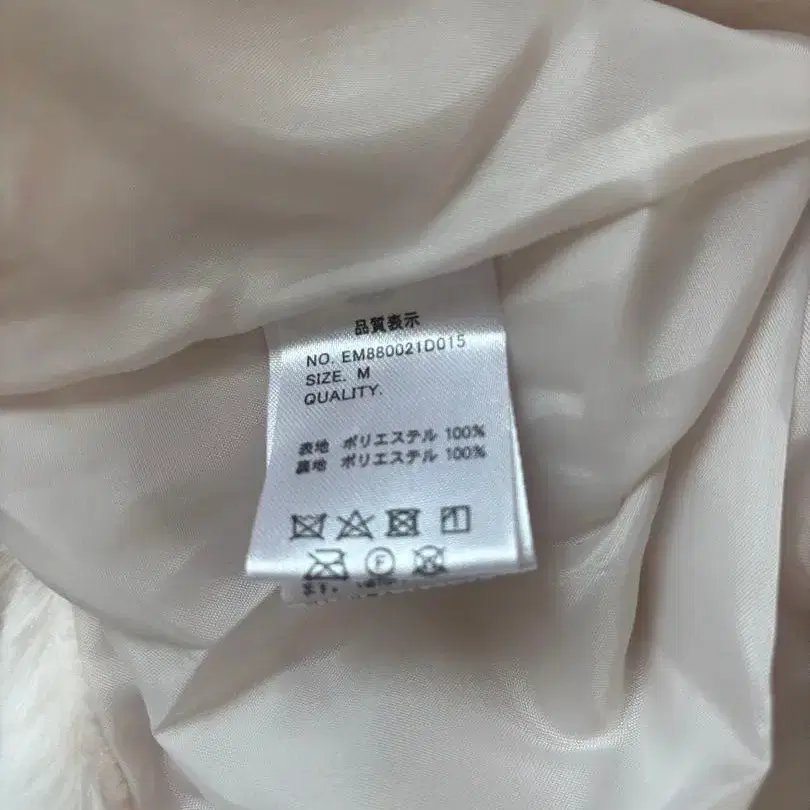 品質表示
NO. EM880021D015
SIZE. M
QUALITY.
表地 ポリエステル 100%
裏地 ポリエステル 100%
F